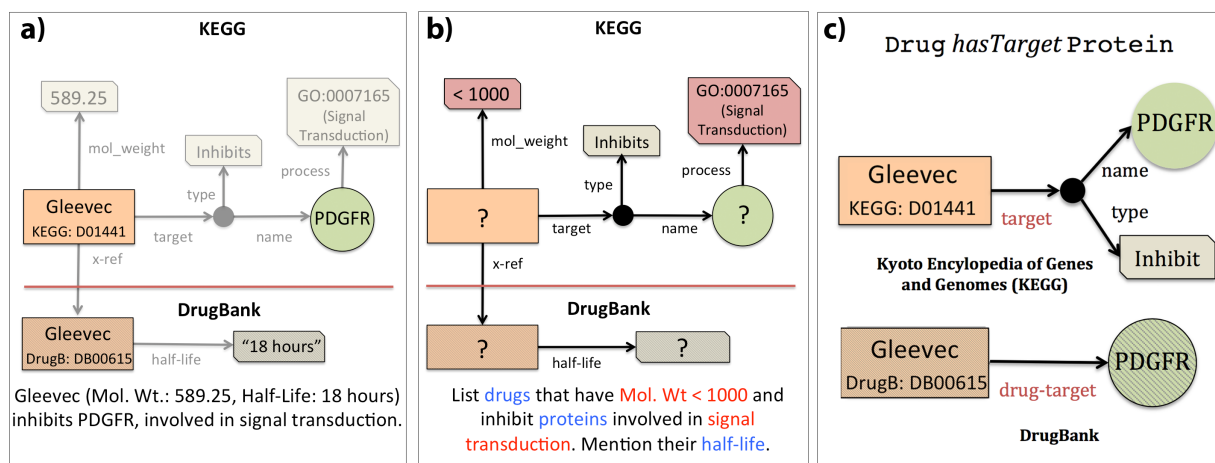 a)
KEGG
589.25
GO:0007165
(Signal
Transduction)
mol_weight
Inhibits
process
type
Gleevec
KEGG: D01441
target
name
PDGFR
x-ref
DrugBank
Gleevec
DrugB: DB00615
half-life
“18 hours”
Gleevec (Mol. Wt.: 589.25, Half-Life: 18 hours)
inhibits PDGFR, involved in signal transduction.
b)
KEGG
< 1000
GO:0007165
(Signal
Transduction)
mol_weight
Inhibits
process
type
?
target
name
?
x-ref
DrugBank
?
half-life
?
List drugs that have Mol. Wt < 1000 and
inhibit proteins involved in signal
transduction. Mention their half-life.
c)
Drug hasTarget Protein
PDGFR
Gleevec
KEGG: D01441
target
name
type
Inhibit
Kyoto Encylopedia of Genes
and Genomes (KEGG)
Gleevec
DrugB: DB00615
drug-target
PDGFR
DrugBank